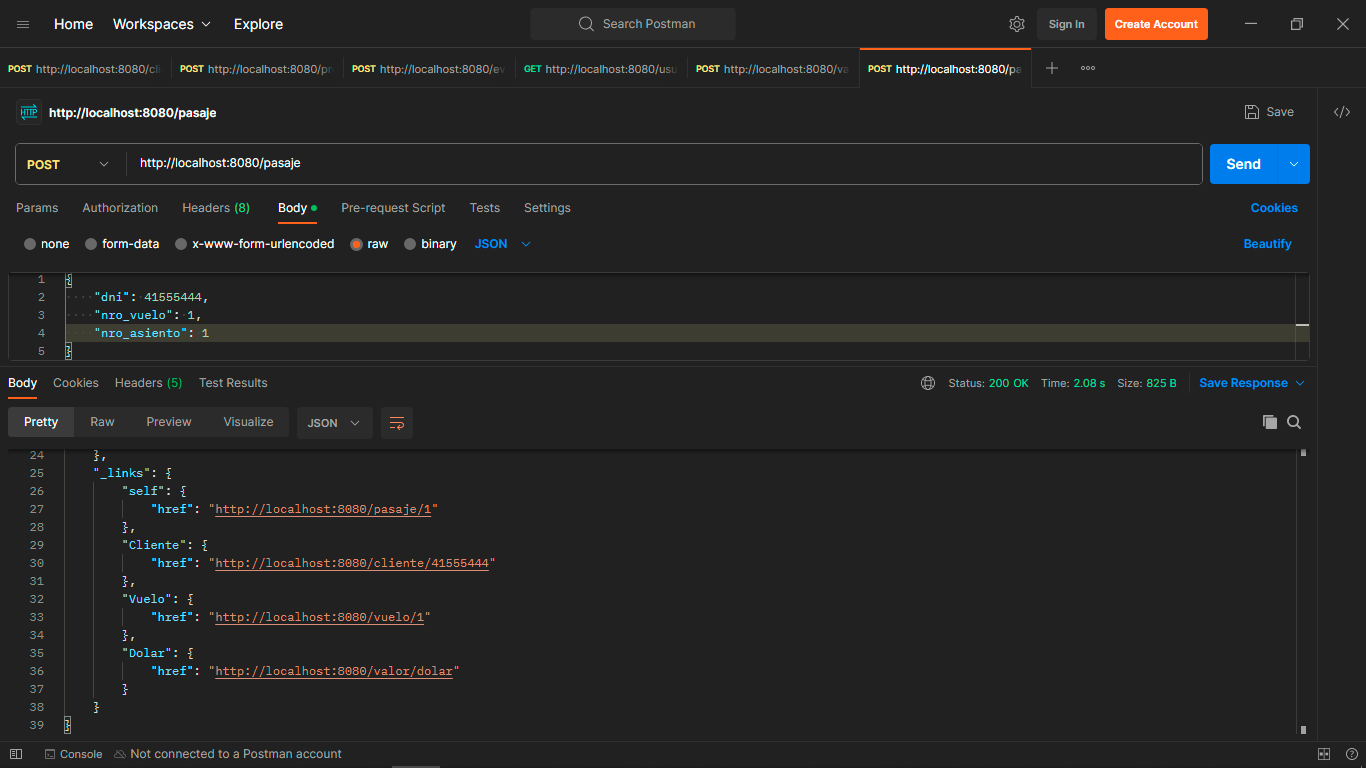 Home Workspaces Explore Search Postman Sign In Create Account
POST http://localhost:8080/cli POST http://localhost:8080/pr POST http://localhost:8080/ev GET http://localhost:8080/usu POST http://localhost:8080/va POST http://localhost:8080/pa
HTTP http://localhost:8080/pasaje Save
POST http://localhost:8080/pasaje Send
Params Authorization Headers (8) Body Pre-request Script Tests Settings Cookies
none form-data x-www-form-urlencoded raw binary JSON Beautify
1 {
2 "dni": 41555444,
3 "nro_vuelo": 1,
4 "nro_asiento": 1
5 }
Body Cookies Headers (5) Test Results Status: 200 OK Time: 2.08 s Size: 825 B Save Response
Pretty Raw Preview Visualize JSON
24 },
25 "_links": {
26 "self": {
27 "href": "http://localhost:8080/pasaje/1"
28 },
29 "Cliente": {
30 "href": "http://localhost:8080/cliente/41555444"
31 },
32 "Vuelo": {
33 "href": "http://localhost:8080/vuelo/1"
34 },
35 "Dolar": {
36 "href": "http://localhost:8080/valor/dolar"
37 }
38 }
39 }
Console Not connected to a Postman account